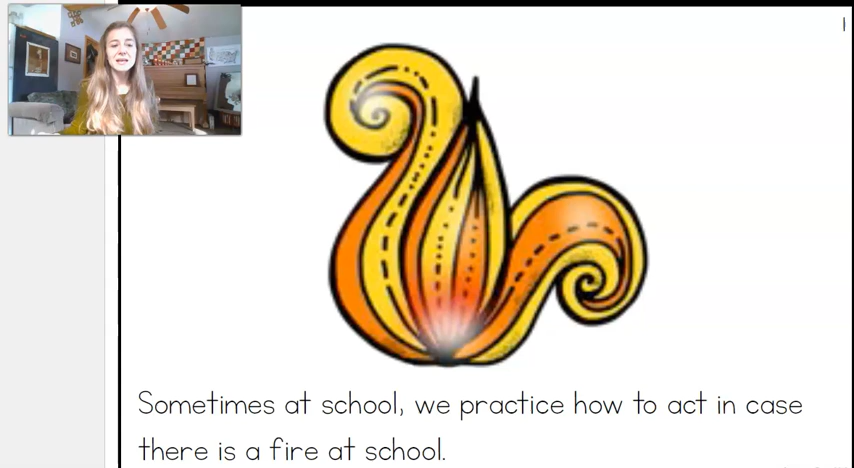 Sometimes at school, we practice how to act in case
there is a fire at school.